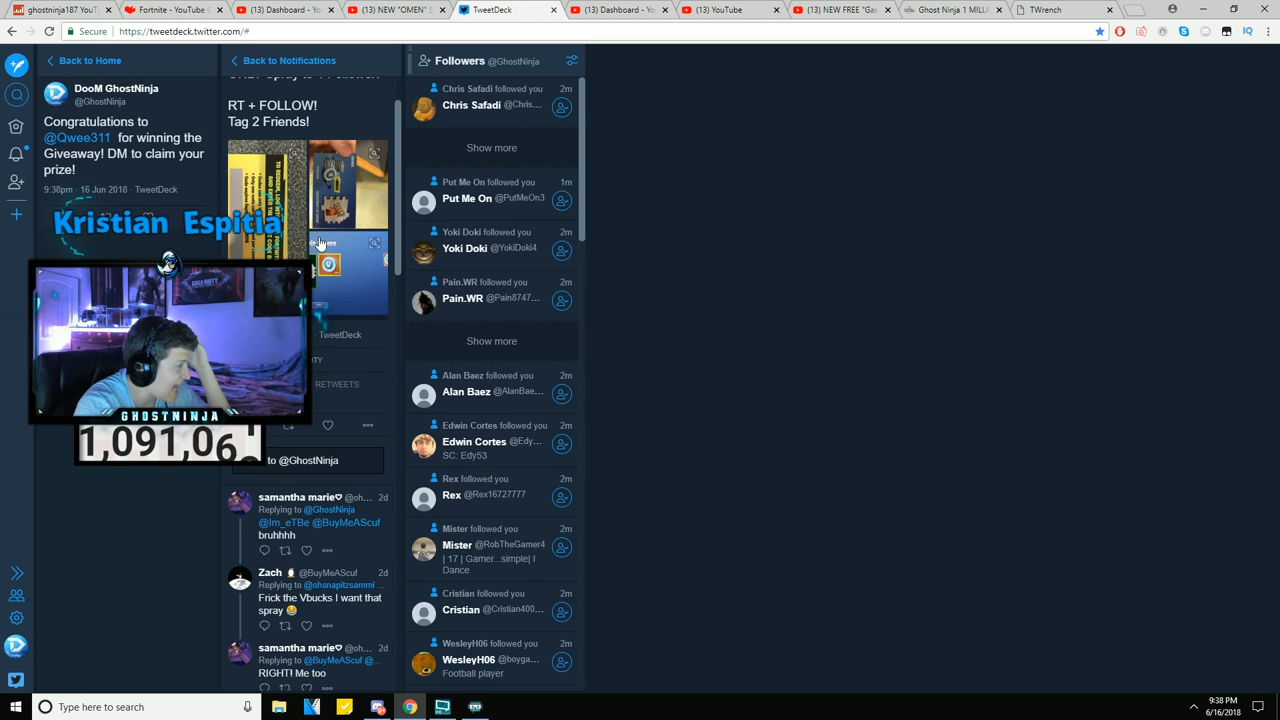 ghostninja187 YouTub
Fortnite - YouTube G
(13) Dashboard - You
(13) NEW "OMEN" S
TweetDeck
(13) Dashboard - You
(13) YouTube
(13) NEW FREE "Gas
Ghost Ninja 1 MILLI
TWrench
Secure
https://tweetdeck.twitter.com/#
Back to Home
DooM GhostNinja
@GhostNinja
Congratulations to
@Qwee311 for winning the
Giveaway! DM to claim your
prize!
9:38pm · 16 Jun 2018 · TweetDeck
Kristian Espitia
GHOSTNINJA
1,091,06
Back to Notifications
RT + FOLLOW!
Tag 2 Friends!
TweetDeck
RETWEETS
to @GhostNinja
samantha marie♡ @oh... 2d
Replying to @GhostNinja
@Im_eTBe @BuyMeAScuf
bruhhhh
Zach @BuyMeAScuf 2d
Replying to @ohsnapitzsammi ...
Frick the Vbucks I want that
spray 😂
samantha marie♡ @oh... 2d
Replying to @BuyMeAScuf @...
RIGHT! Me too
3
Followers @GhostNinja
Chris Safadi followed you 2m
Chris Safadi @Chris...
Show more
Put Me On followed you 1m
Put Me On @PutMeOn3
Yoki Doki followed you 2m
Yoki Doki @YokiDoki4
Pain.WR followed you 2m
Pain.WR @Pain8747...
Show more
Alan Baez followed you 2m
Alan Baez @AlanBae...
Edwin Cortes followed you 2m
Edwin Cortes @Edy...
SC: Edy53
Rex followed you 2m
Rex @Rex16727777
Mister followed you 2m
Mister @RobTheGamer4
| 17 | Gamer...simple| I
Dance
Cristian followed you 2m
Cristian @Cristian400...
WesleyH06 followed you 2m
WesleyH06 @boyga...
Football player
Type here to search
9:38 PM
6/16/2018